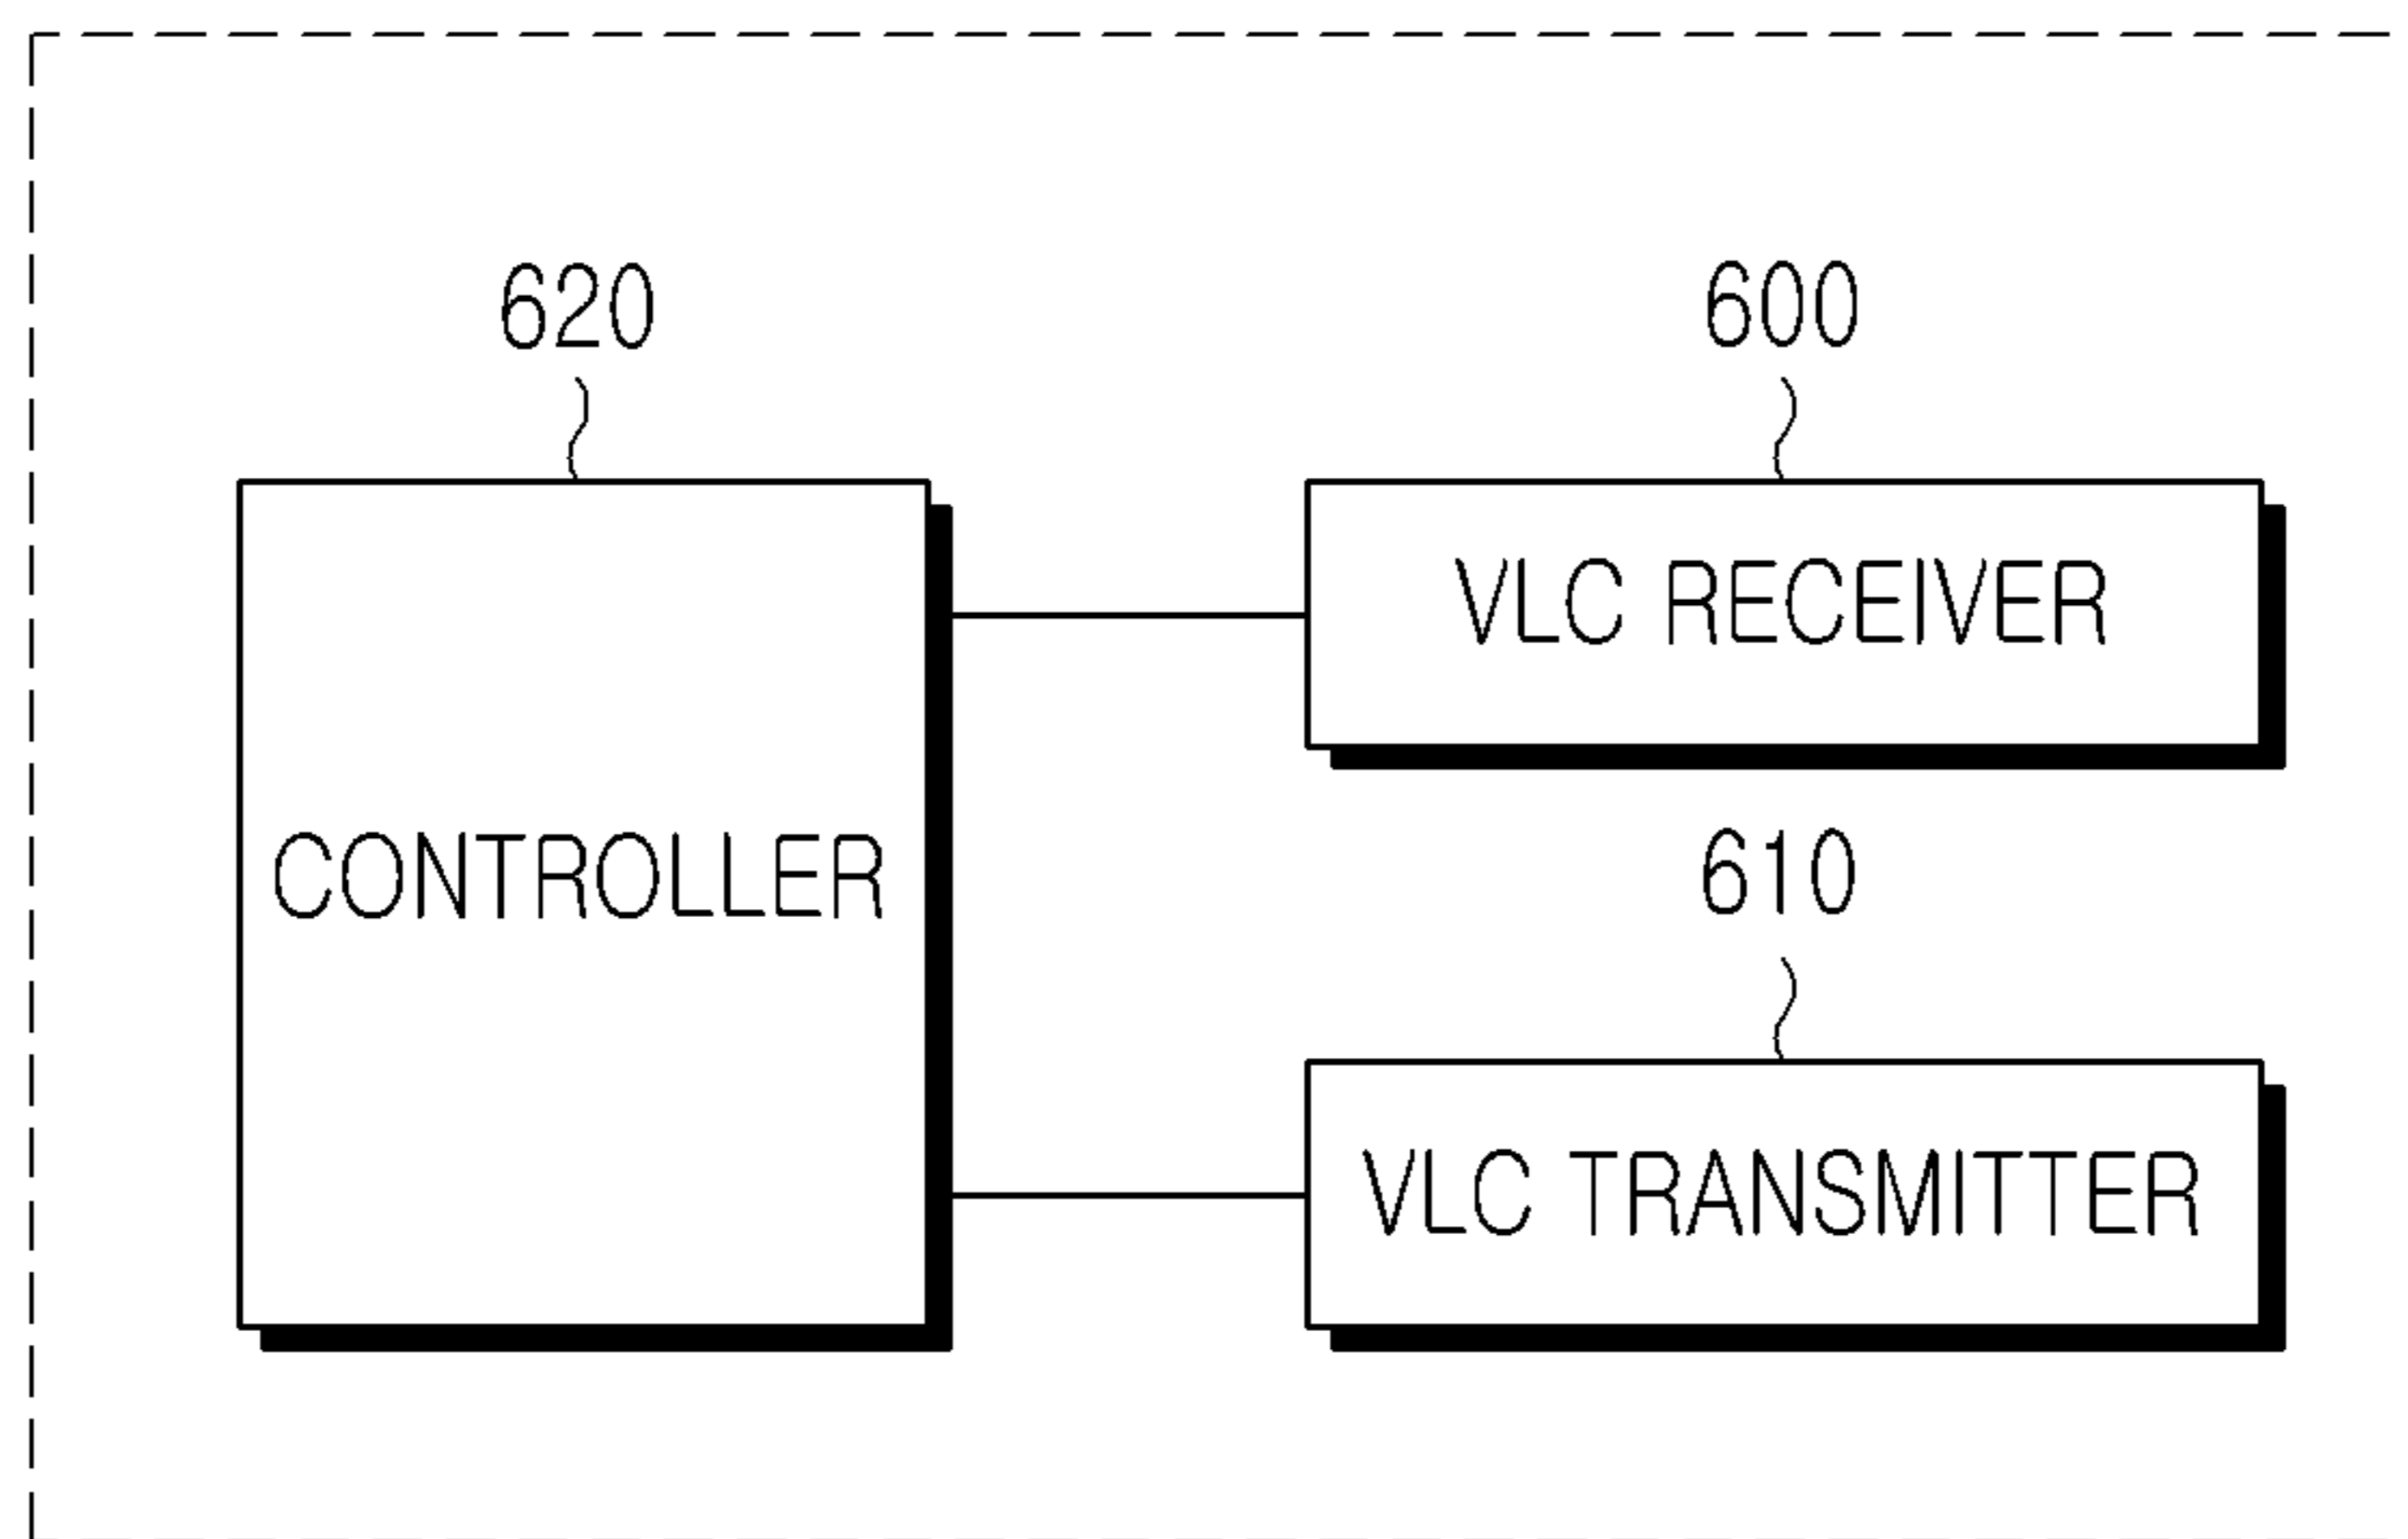 620
600
VLC RECEIVER
CONTROLLER
610
VLC TRANSMITTER